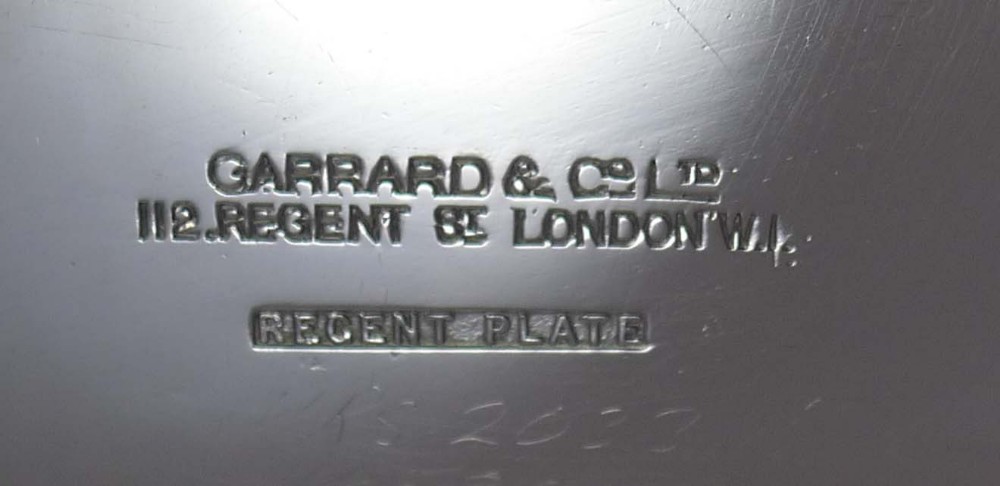 GARRARD & Cº LTD
112.REGENT ST LONDON W.1.
REGENT PLATE